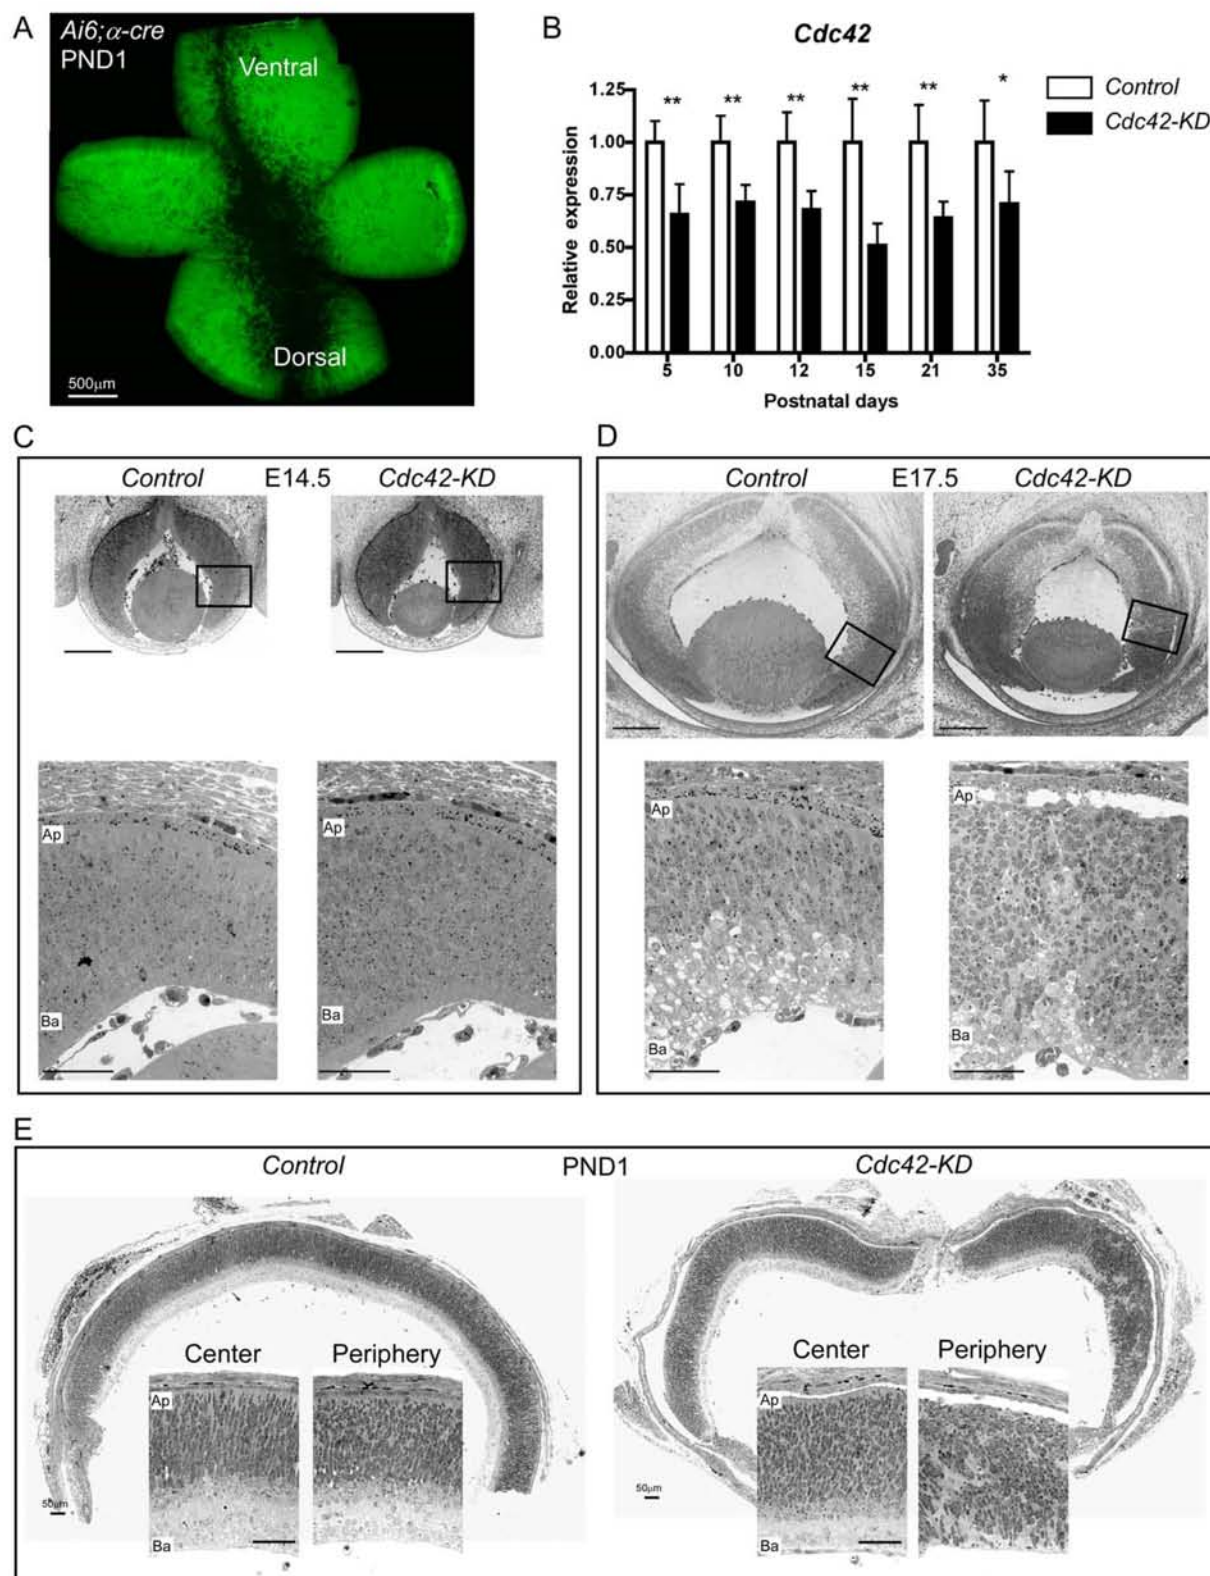 A
Ai6;α-cre
PND1
Ventral
Dorsal
500μm
B
Cdc42
Relative expression
1.25
1.00
0.75
0.50
0.25
0.00
** ** ** ** ** *
5 10 12 15 21 35
Postnatal days
Control
Cdc42-KD
C
Control E14.5 Cdc42-KD
Ap
Ba
D
Control E17.5 Cdc42-KD
Ap Ap
Ba Ba
E
Control PND1 Cdc42-KD
Center Periphery
Ap
Ba
50μm
Center Periphery
Ap
Ba
50μm